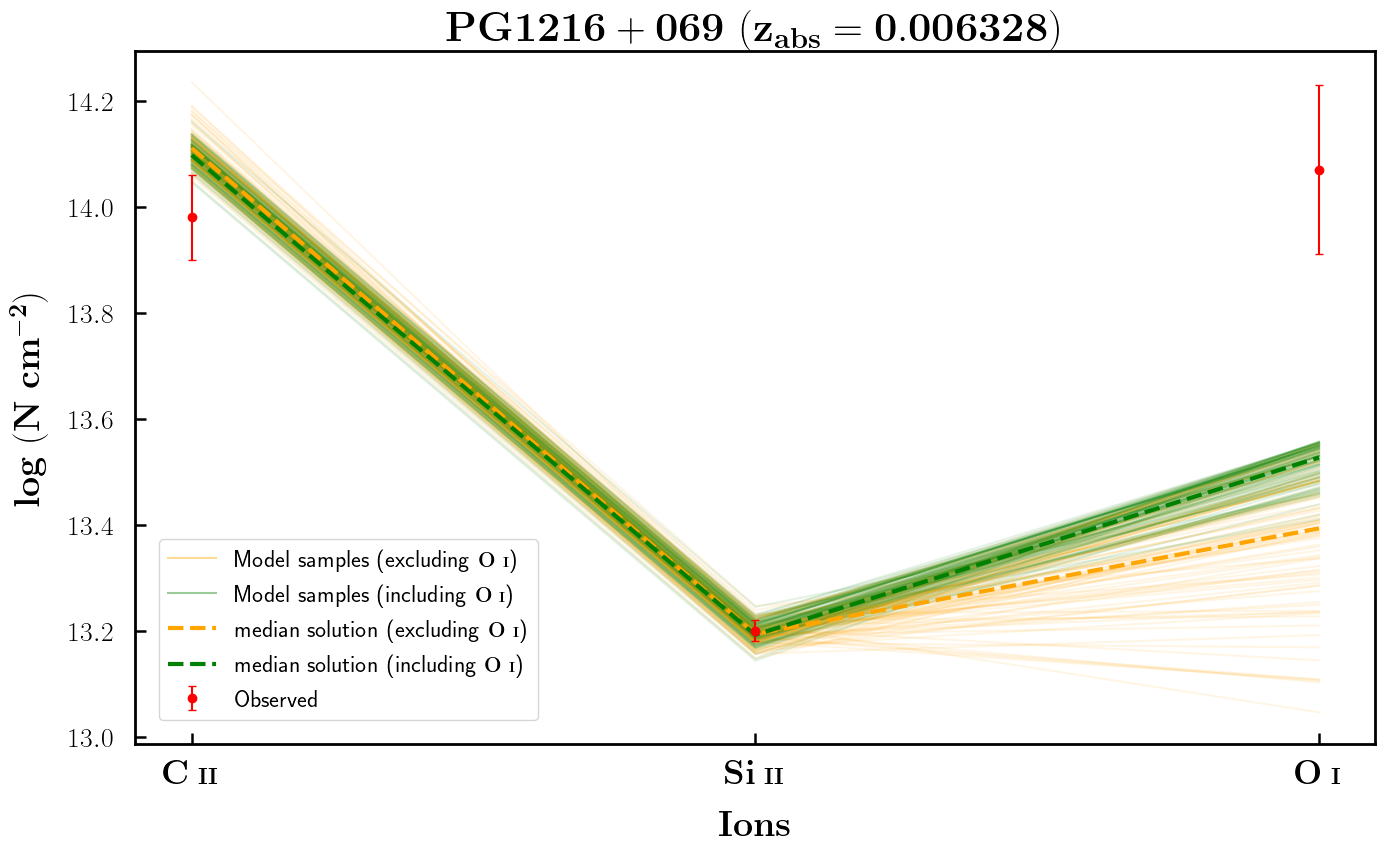 PG1216 + 069 (z_abs = 0.006328)
log (N cm⁻²)
14.2
14.0
13.8
13.6
13.4
13.2
13.0
Model samples (excluding O ɪ)
Model samples (including O ɪ)
median solution (excluding O ɪ)
median solution (including O ɪ)
Observed
C II
Si II
O I
Ions